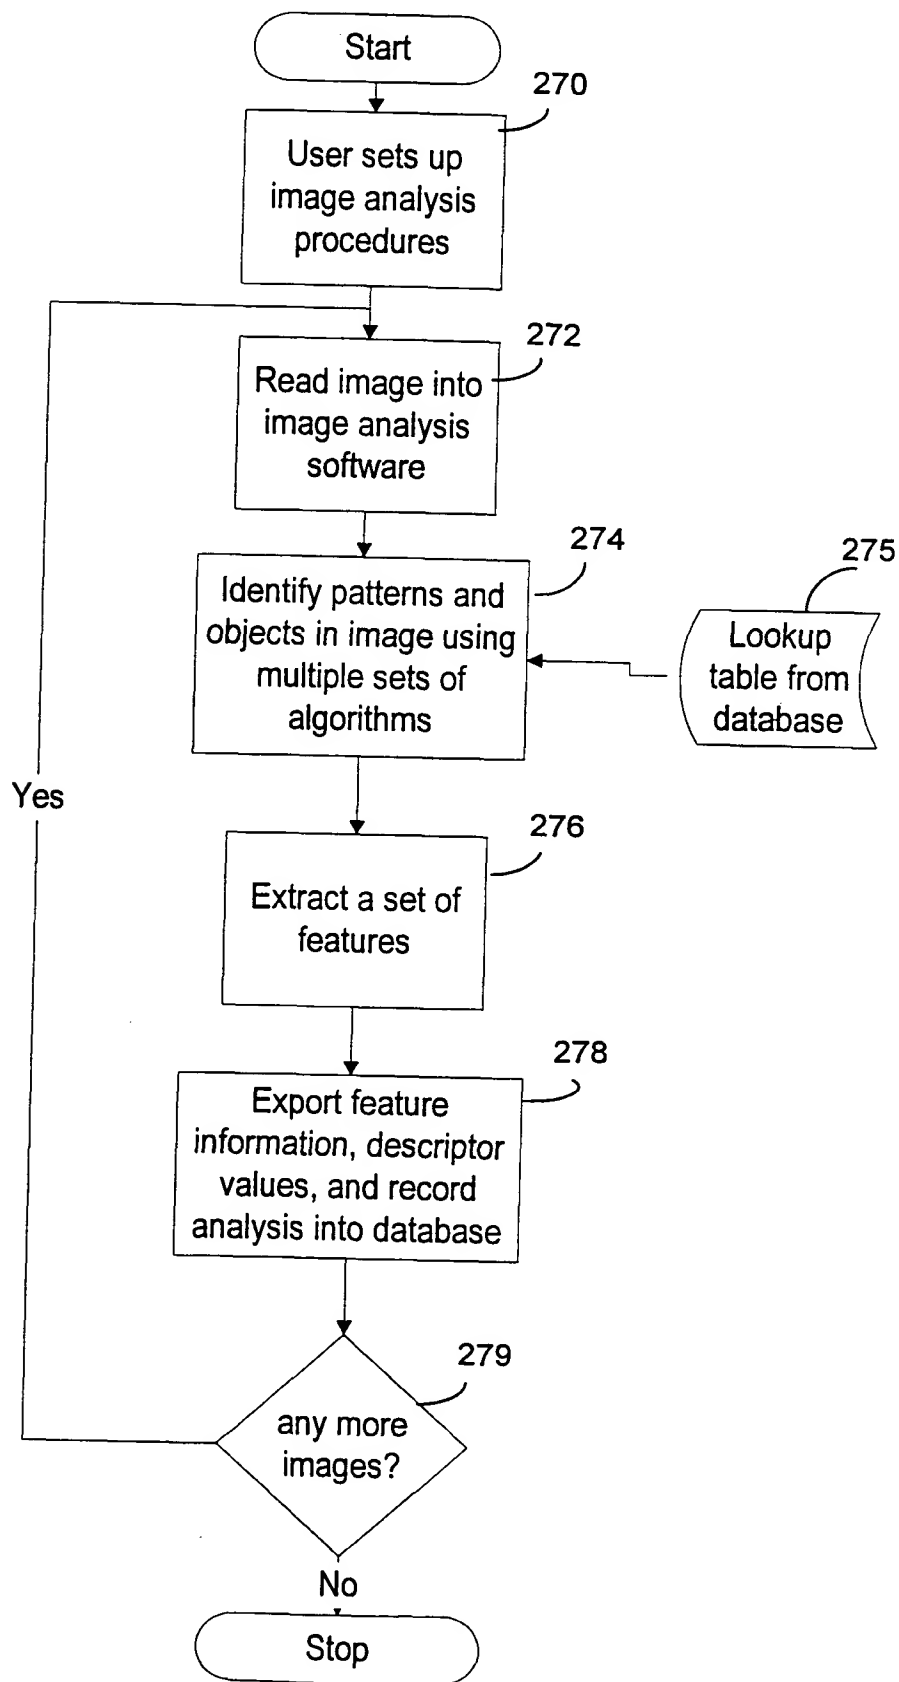 Start
270
User sets up
image analysis
procedures
272
Read image into
image analysis
software
274
Identify patterns and
objects in image using
multiple sets of
algorithms
275
Lookup
table from
database
Yes
276
Extract a set of
features
278
Export feature
information, descriptor
values, and record
analysis into database
279
any more
images?
No
Stop